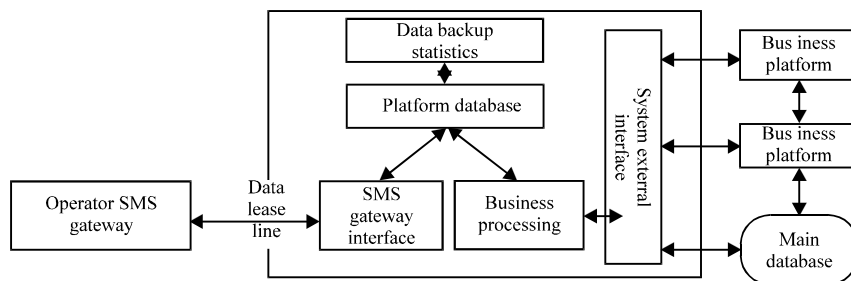 Data backup
statistics
Bus iness
platform
Platform database
System exterral
interface
Bus iness
platform
Operator SMS
gateway
Data
lease
line
SMS
gateway
interface
Business
processing
Main
database